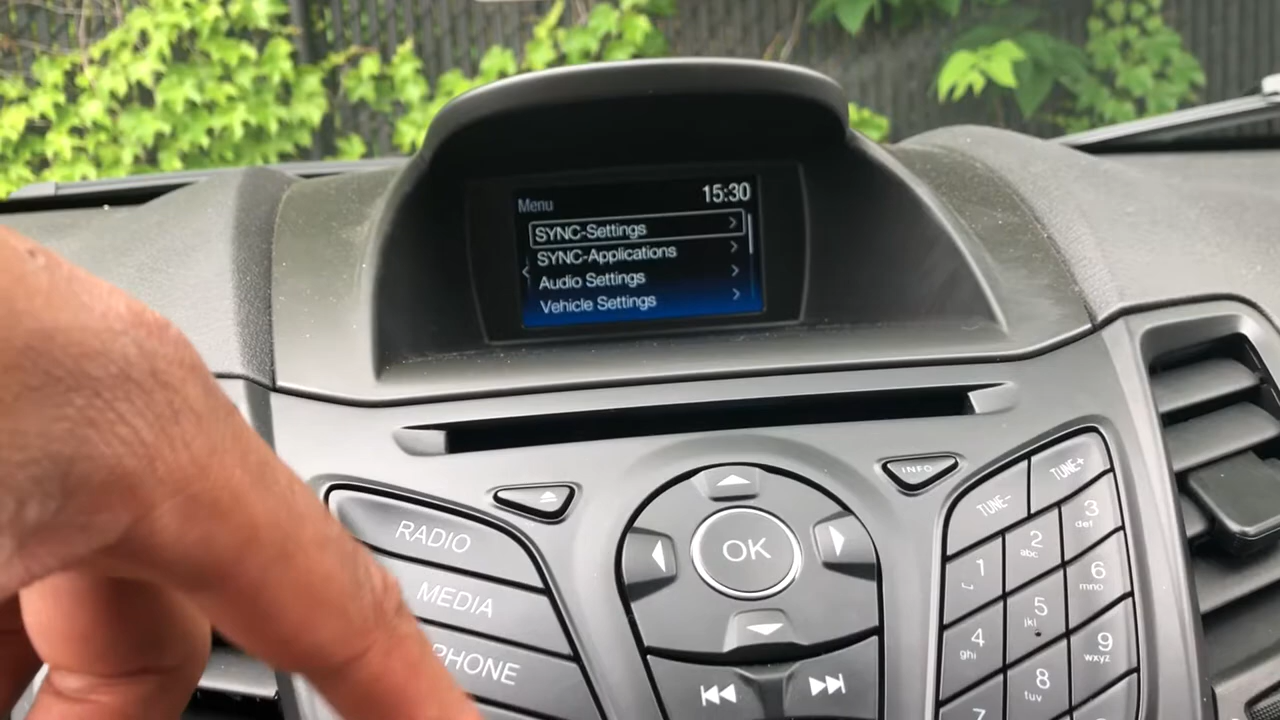 Menu
15:30
SYNC-Settings
SYNC-Applications
Audio Settings
Vehicle Settings
INFO
TUNE-
TUNE+
RADIO
MEDIA
PHONE
OK
1
2
abc
3
def
4
ghi
5
jkl
6
mno
7
8
tuv
9
wxyz